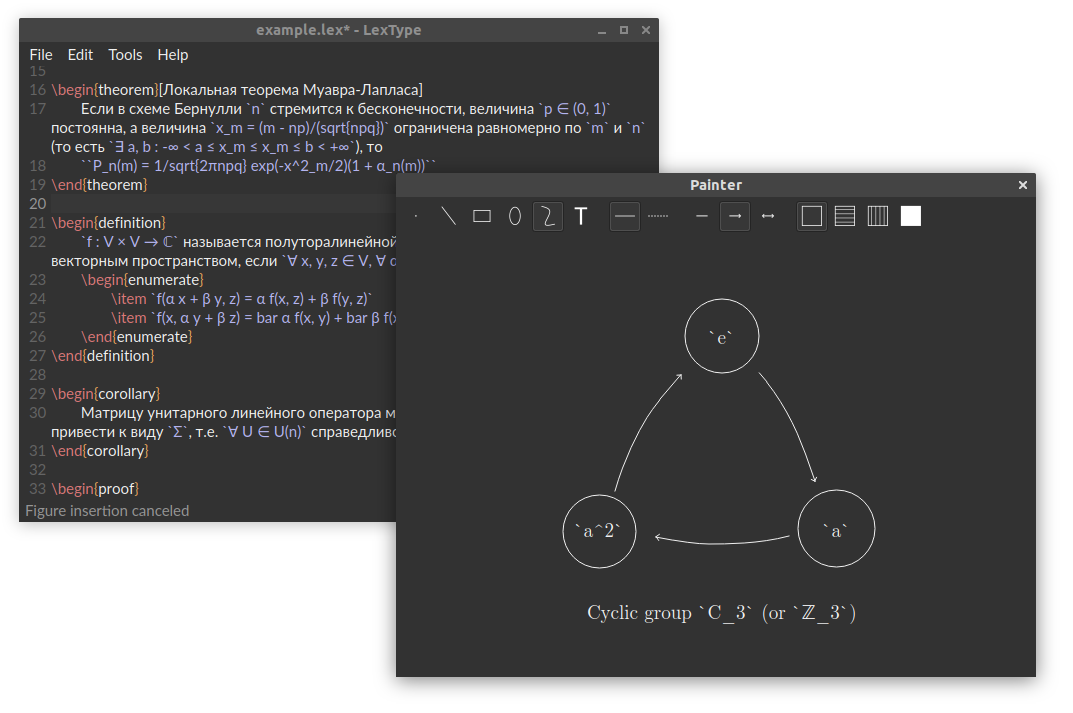 example.lex* - LexType
File Edit Tools Help
15
16 \begin{theorem}[Локальная теорема Муавра-Лапласа]
17 Если в схеме Бернулли `n` стремится к бесконечности, величина `p ∈ (0, 1)`
постоянна, а величина `x_m = (m - np)/(sqrt{npq})` ограничена равномерно по `m` и `n`
(то есть `∃ a, b : -∞ < a ≤ x_m ≤ x_m ≤ b < +∞`), то
18 ``P_n(m) = 1/sqrt{2πnpq} exp(-x^2_m/2)(1 + α_n(m))``
19 \end{theorem}
20
21 \begin{definition}
22 `f : V × V → ℂ` называется полуторалинейной
векторным пространством, если `∀ x, y, z ∈ V, ∀ α
23 \begin{enumerate}
24 \item `f(α x + β y, z) = α f(x, z) + β f(y, z)`
25 \item `f(x, α y + β z) = bar α f(x, y) + bar β f(x
26 \end{enumerate}
27 \end{definition}
28
29 \begin{corollary}
30 Матрицу унитарного линейного оператора м
привести к виду `Σ`, т.е. `∀ U ∈ U(n)` справедливо
31 \end{corollary}
32
33 \begin{proof}
Figure insertion canceled
Painter
T
`e`
`a^2`
`a`
Cyclic group `C_3` (or `ℤ_3`)